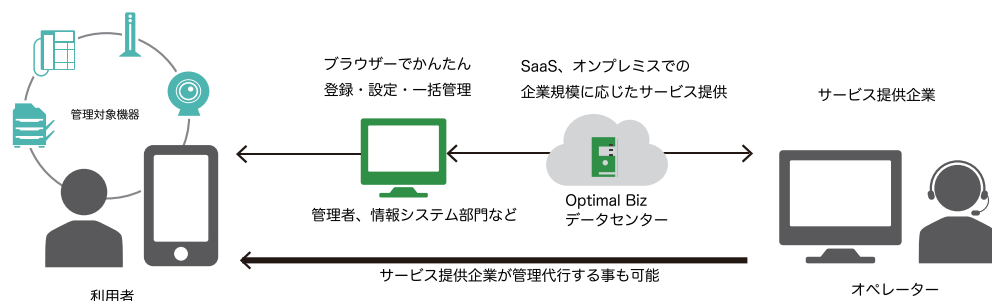 管理対象機器
利用者
ブラウザーでかんたん
登録・設定・一括管理
管理者、情報システム部門など
SaaS、オンプレミスでの
企業規模に応じたサービス提供
Optimal Biz
データセンター
サービス提供企業
オペレーター
サービス提供企業が管理代行する事も可能